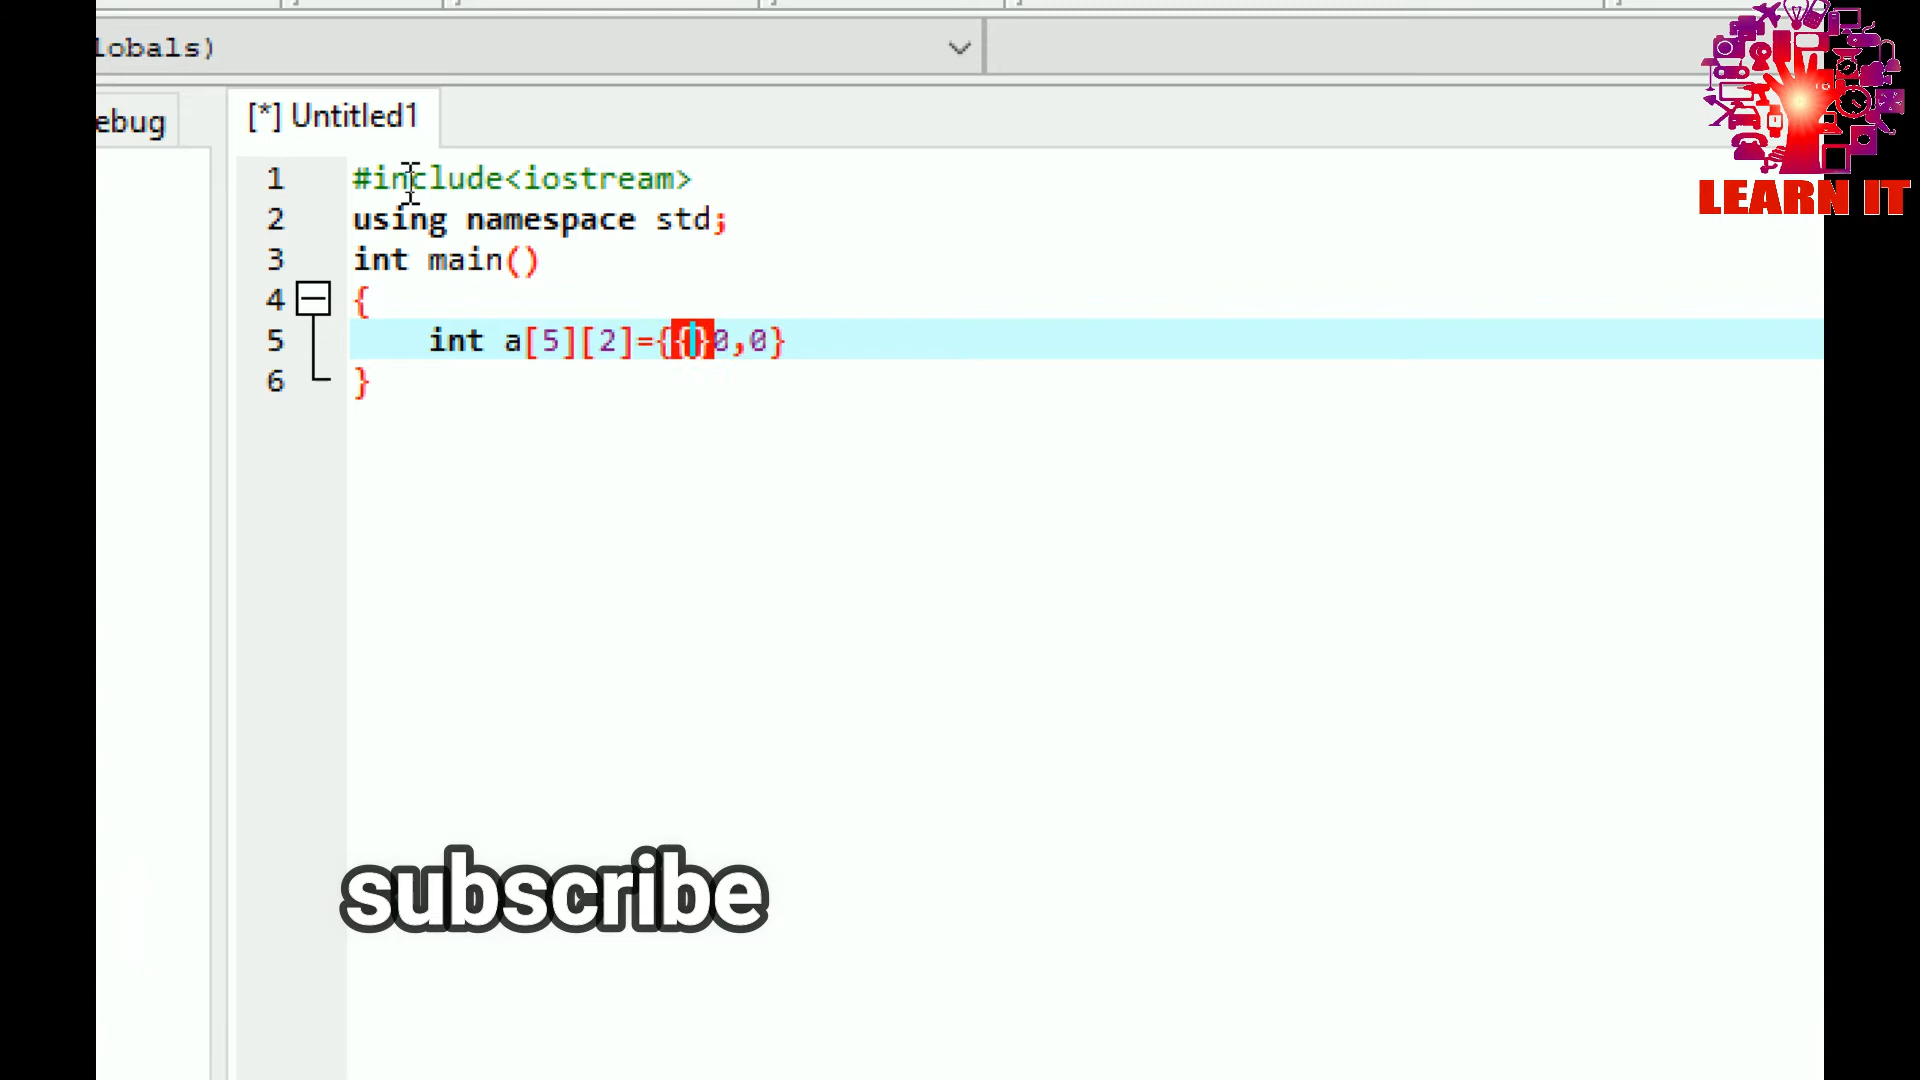 lobals)
ebug
[*] Untitled1
1 #include<iostream>
2 using namespace std;
3 int main()
4 {
5 int a[5][2]={{}0,0}
6 }
LEARN IT
subscribe